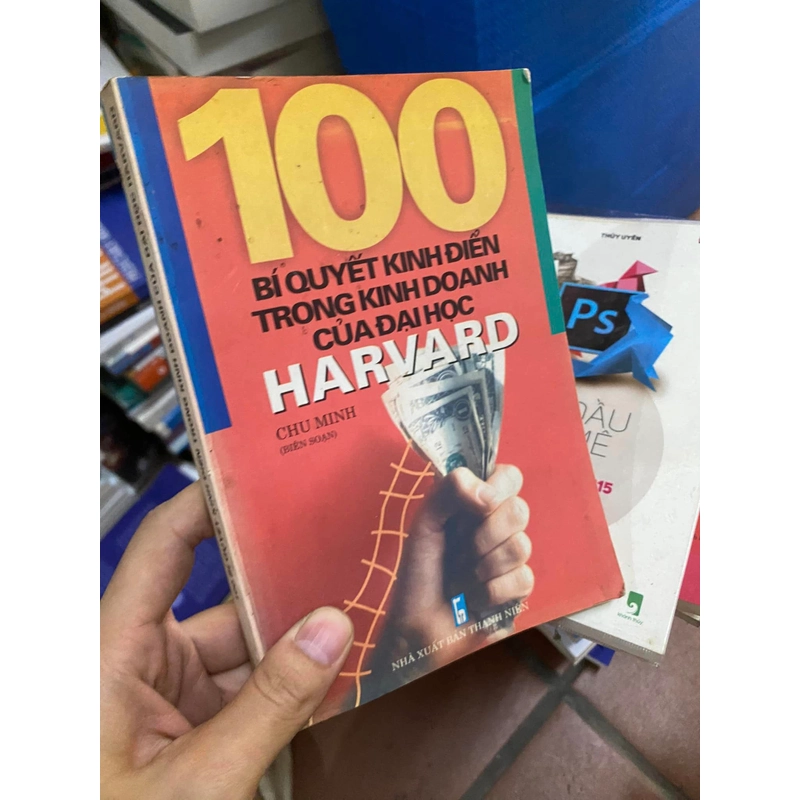 100
BÍ QUYẾT KINH ĐIỂN
TRONG KINH DOANH
CỦA ĐẠI HỌC
HARVARD
CHU MINH
(BIÊN SOẠN)
NHÀ XUẤT BẢN THANH NIÊN
THỦY UYÊN
Ps
ĐẦU
15